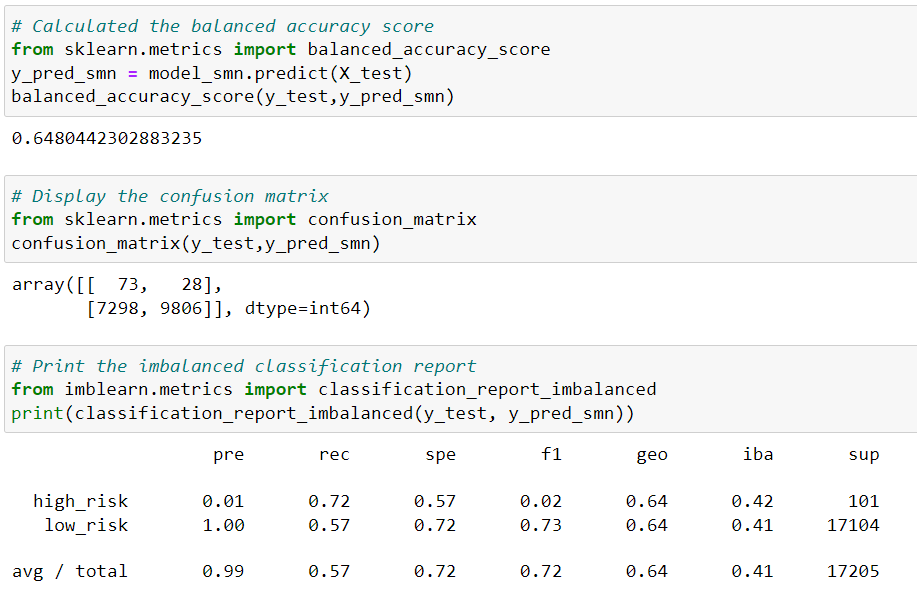 # Calculated the balanced accuracy score
from sklearn.metrics import balanced_accuracy_score
y_pred_smn = model_smn.predict(X_test)
balanced_accuracy_score(y_test,y_pred_smn)
0.6480442302883235
# Display the confusion matrix
from sklearn.metrics import confusion_matrix
confusion_matrix(y_test,y_pred_smn)
array([[  73,   28],
       [7298, 9806]], dtype=int64)
# Print the imbalanced classification report
from imblearn.metrics import classification_report_imbalanced
print(classification_report_imbalanced(y_test, y_pred_smn))
pre rec spe f1 geo iba sup
high_risk 0.01 0.72 0.57 0.02 0.64 0.42 101
low_risk 1.00 0.57 0.72 0.73 0.64 0.41 17104
avg / total 0.99 0.57 0.72 0.72 0.64 0.41 17205